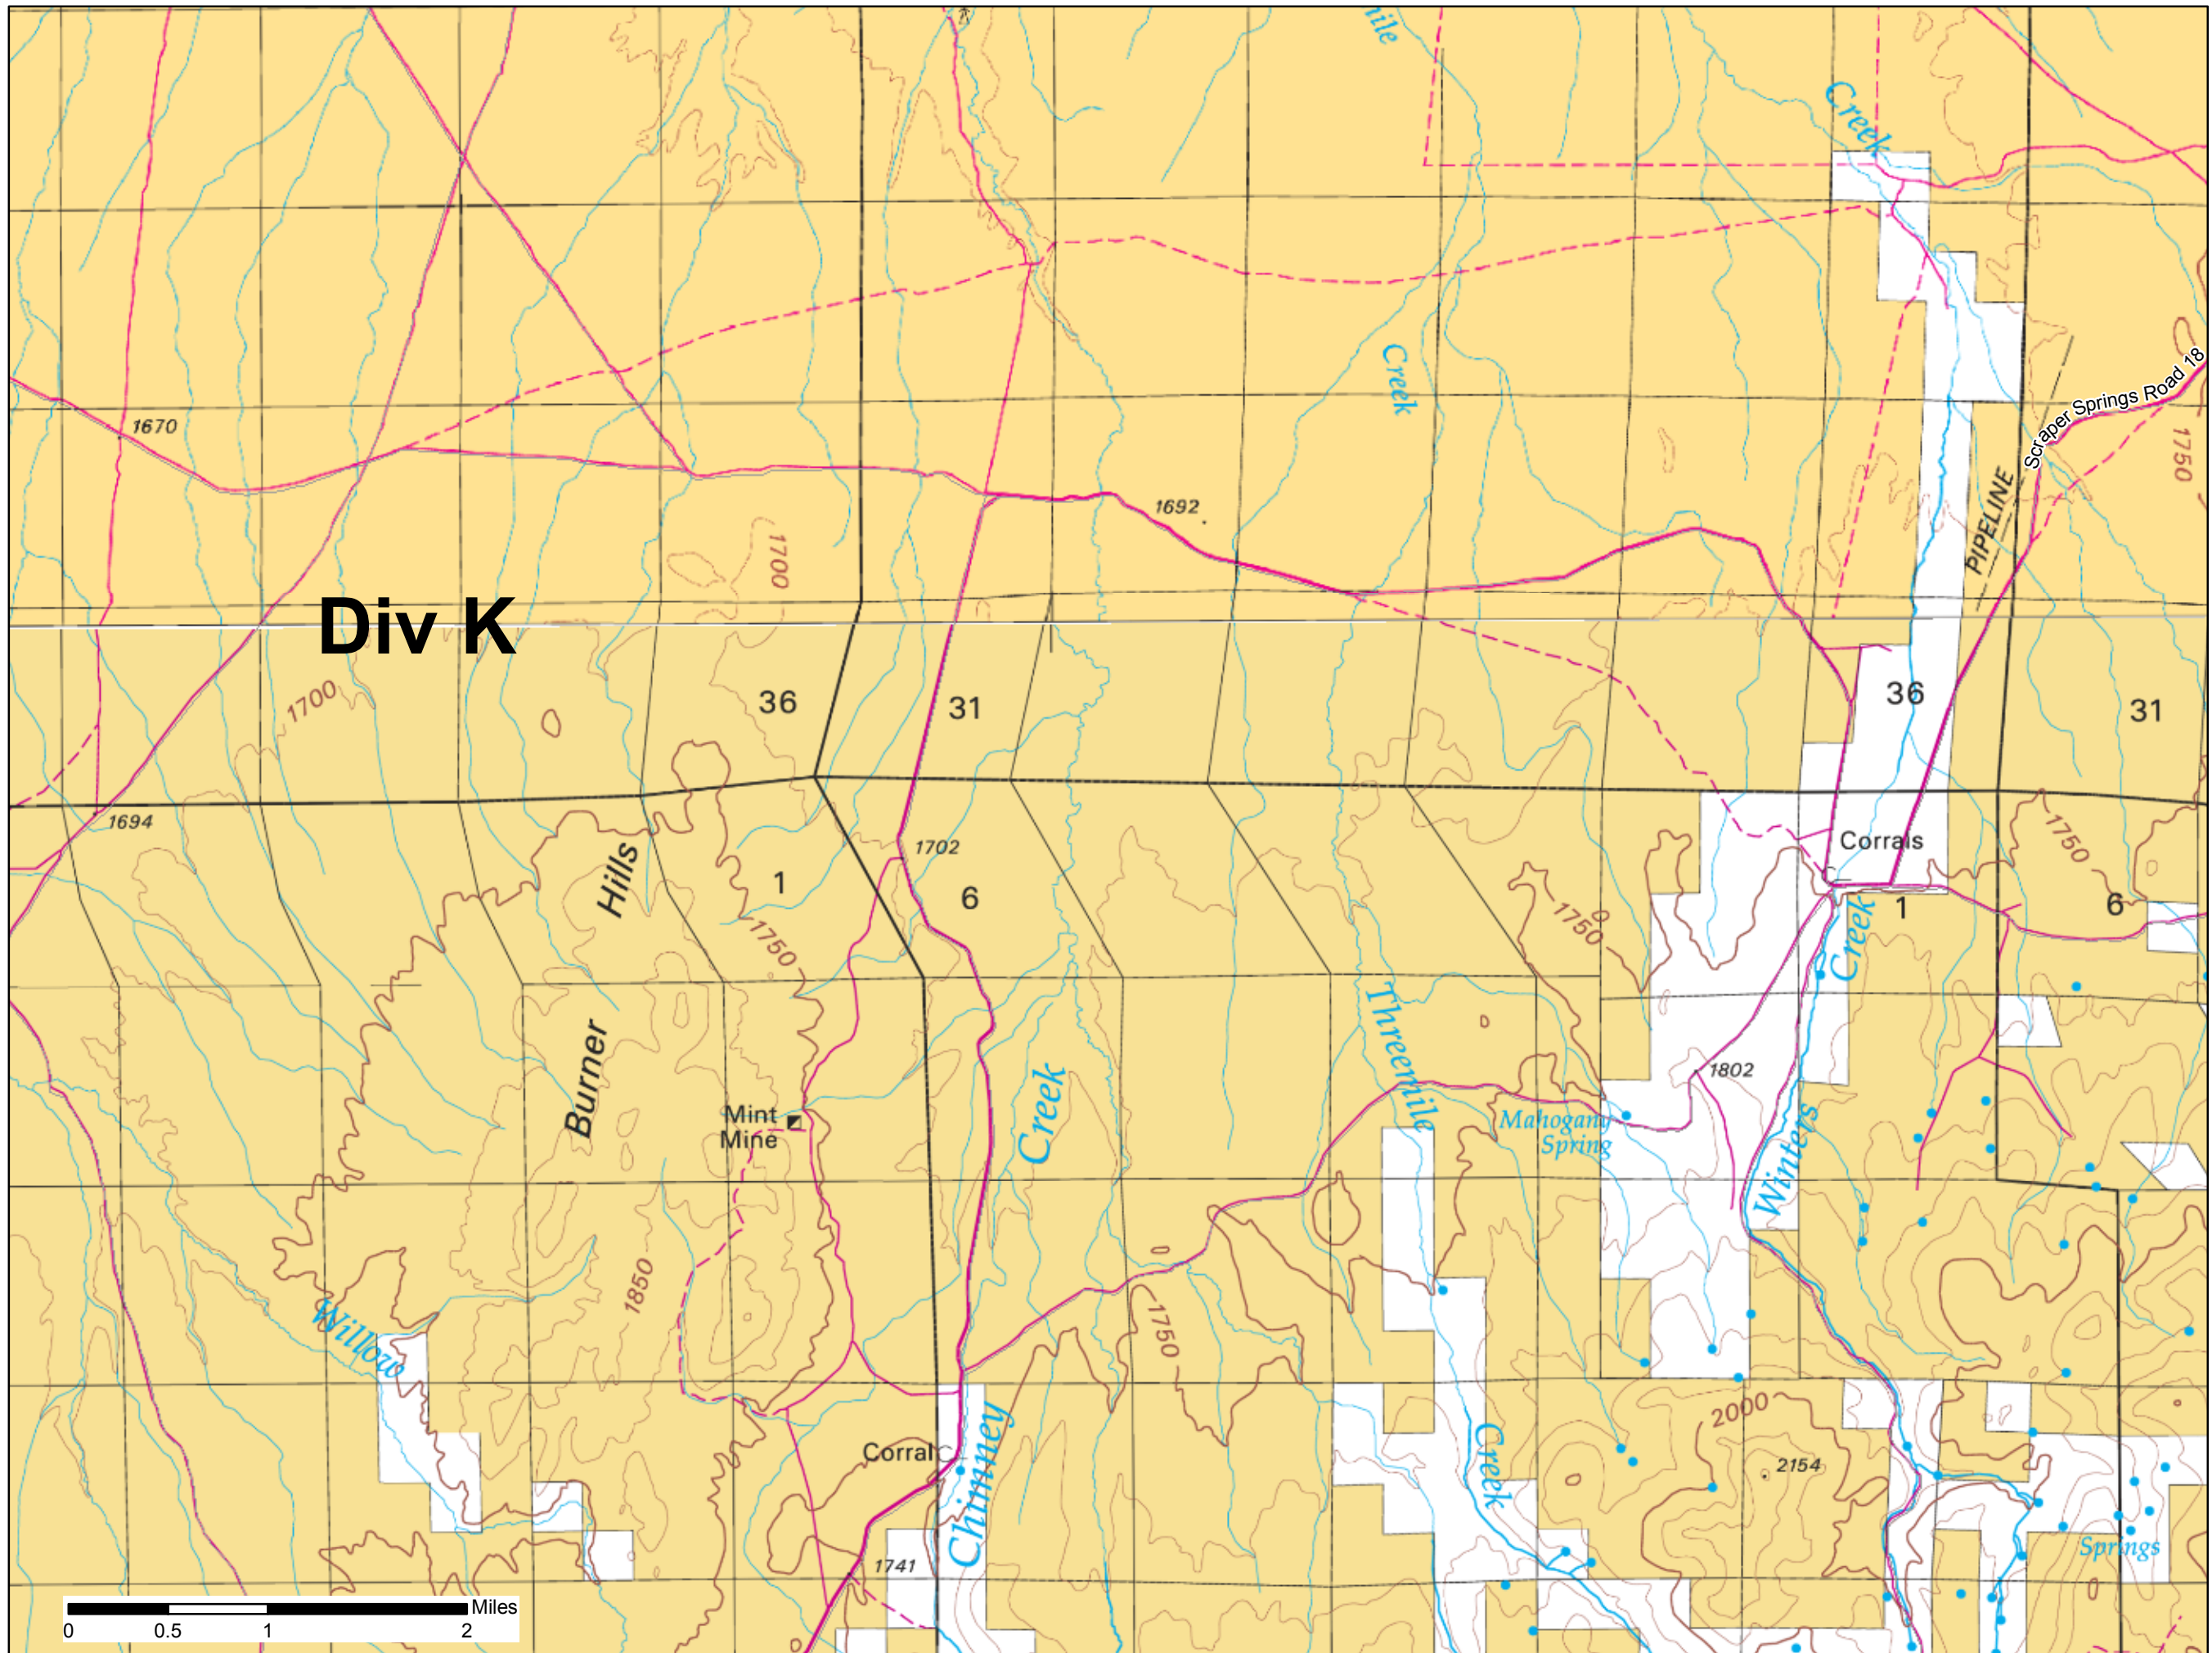 Creek
Scraper Springs Road 18
1670
Creek
1750
1692
PIPELINE
1700
Div K
1700
36
31
36
31
1694
1702
Corrals
1750
Hills
1
6
1750
1750
1
6
Creek
Burner
Mint
Mine
Creek
Threemile
1802
Mahogany
Spring
Winters
1850
Willow
1750
2000
Corral
Chimney
Creek
2154
Springs
1741
Miles
0 0.5 1 2